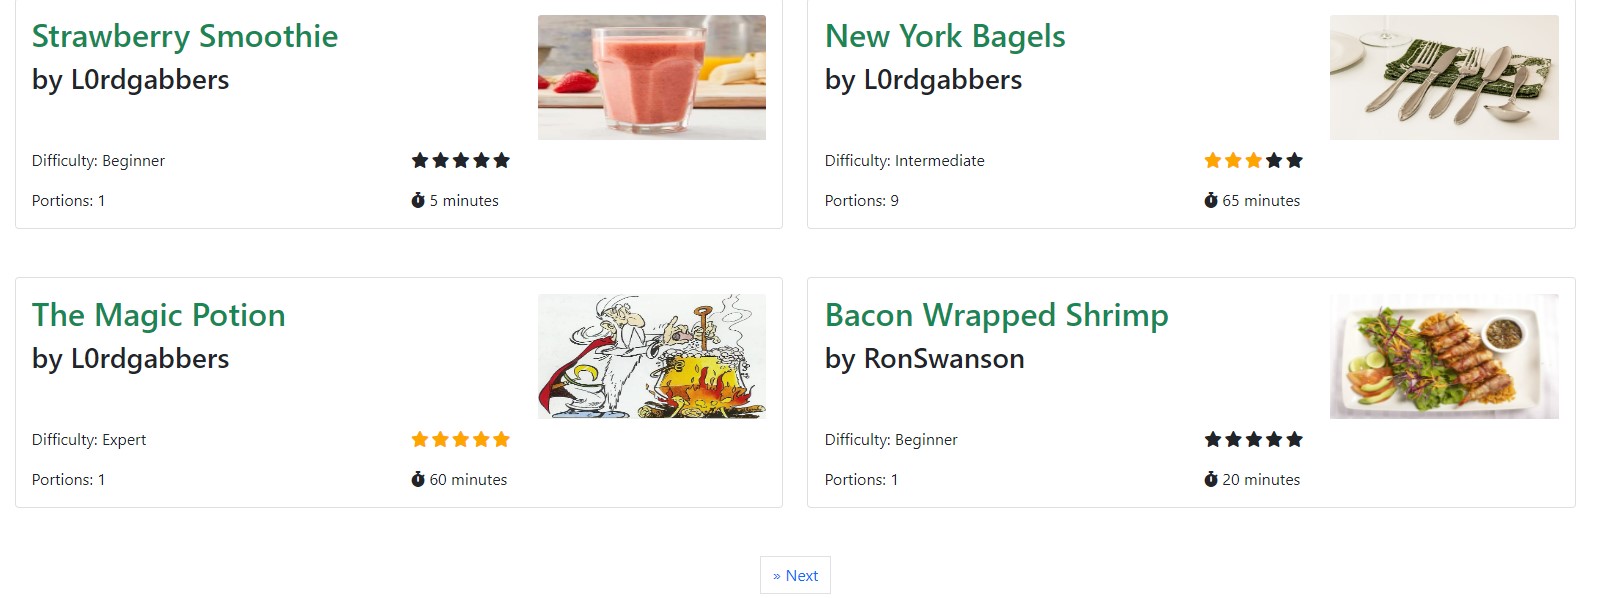 Strawberry Smoothie
by L0rdgabbers
Difficulty: Beginner
Portions: 1
5 minutes
New York Bagels
by L0rdgabbers
Difficulty: Intermediate
Portions: 9
65 minutes
The Magic Potion
by L0rdgabbers
Difficulty: Expert
Portions: 1
60 minutes
Bacon Wrapped Shrimp
by RonSwanson
Difficulty: Beginner
Portions: 1
20 minutes
» Next